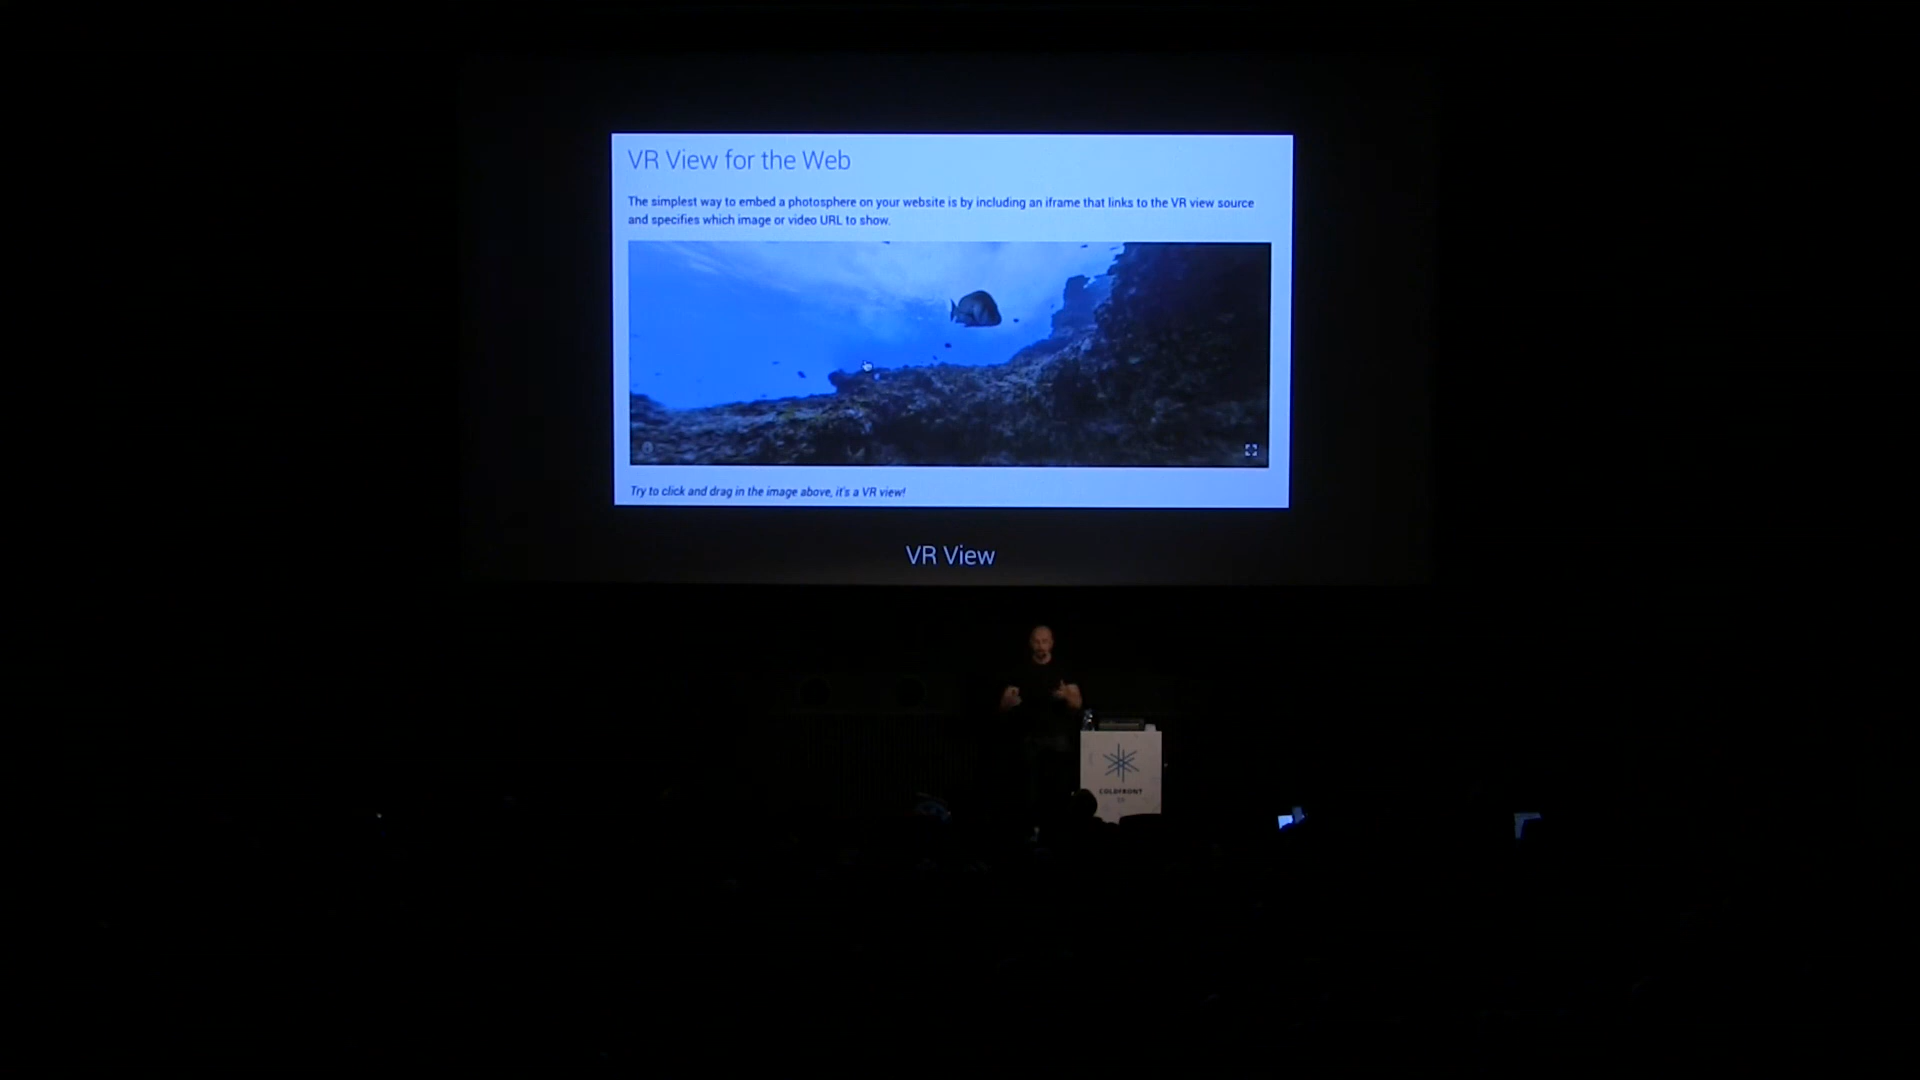 VR View for the Web
The simplest way to embed a photosphere on your website is by including an iframe that links to the VR view source
and specifies which image or video URL to show.
Try to click and drag in the image above, it's a VR view!
VR View
COLDFRONT